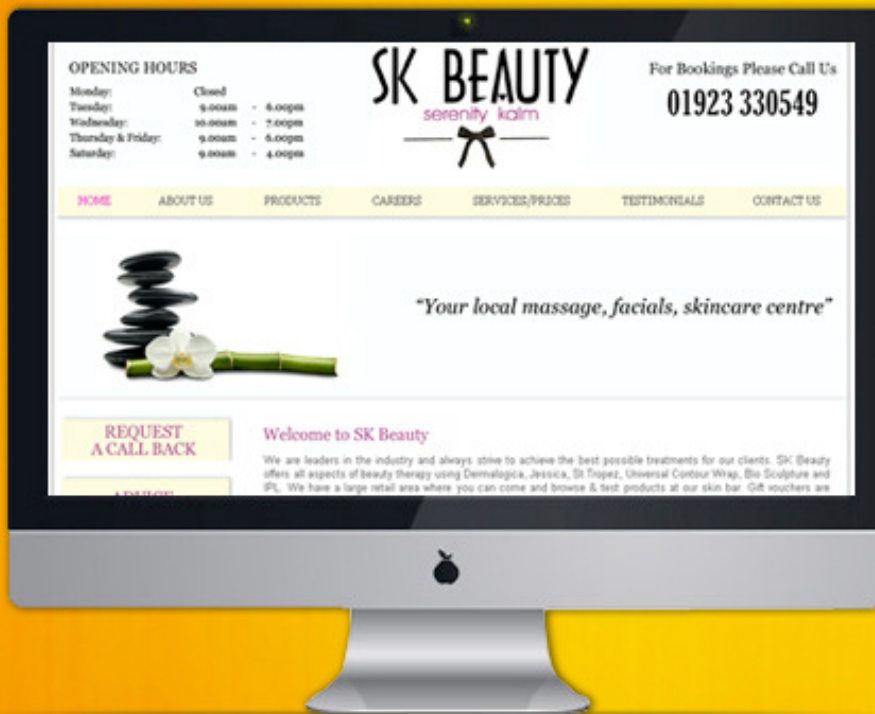 OPENING HOURS
Monday: Closed
Tuesday: 9.00am - 6.00pm
Wednesday: 10.00am - 7.00pm
Thursday & Friday: 9.00am - 6.00pm
Saturday: 9.00am - 4.00pm
SK BEAUTY
serenity kalm
For Bookings Please Call Us
01923 330549
HOME ABOUT US PRODUCTS CAREERS SERVICES/PRICES TESTIMONIALS CONTACT US
“Your local massage, facials, skincare centre”
REQUEST
A CALL BACK
ADVICE
Welcome to SK Beauty
We are leaders in the industry and always strive to achieve the best possible treatments for our clients. SK Beauty
offers all aspects of beauty therapy using Dermalogica, Jessica, St Tropez, Universal Contour Wrap, Bio Sculpture and
IPL. We have a large retail area where you can come and browse & test products at our skin bar. Gift vouchers are